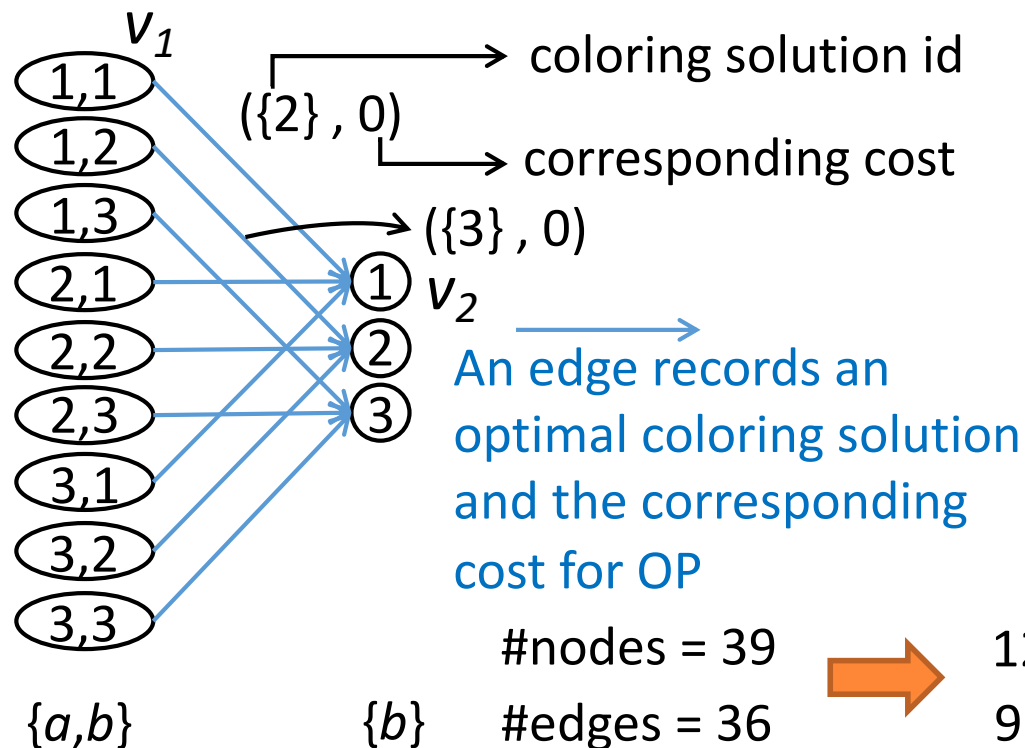 v1
1,1
1,2
1,3
2,1
2,2
2,3
3,1
3,2
3,3
{a,b}
coloring solution id
({2} , 0)
corresponding cost
({3} , 0)
1
v2
2
3
{b}
An edge records an
optimal coloring solution
and the corresponding
cost for OP
#nodes = 39
#edges = 36
9